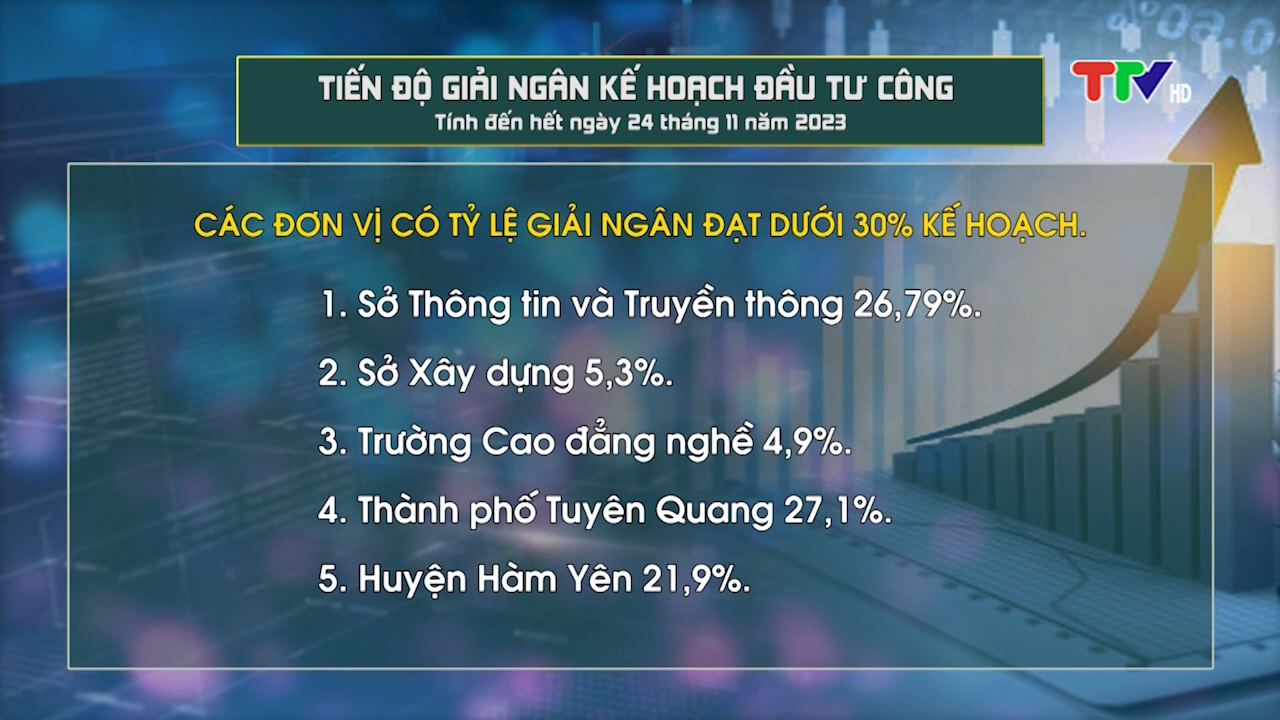 TIẾN ĐỘ GIẢI NGÂN KẾ HOẠCH ĐẦU TƯ CÔNG
Tính đến hết ngày 24 tháng 11 năm 2023
TTV HD
CÁC ĐƠN VỊ CÓ TỶ LỆ GIẢI NGÂN ĐẠT DƯỚI 30% KẾ HOẠCH.
1. Sở Thông tin và Truyền thông 26,79%.
2. Sở Xây dựng 5,3%.
3. Trường Cao đẳng nghề 4,9%.
4. Thành phố Tuyên Quang 27,1%.
5. Huyện Hàm Yên 21,9%.